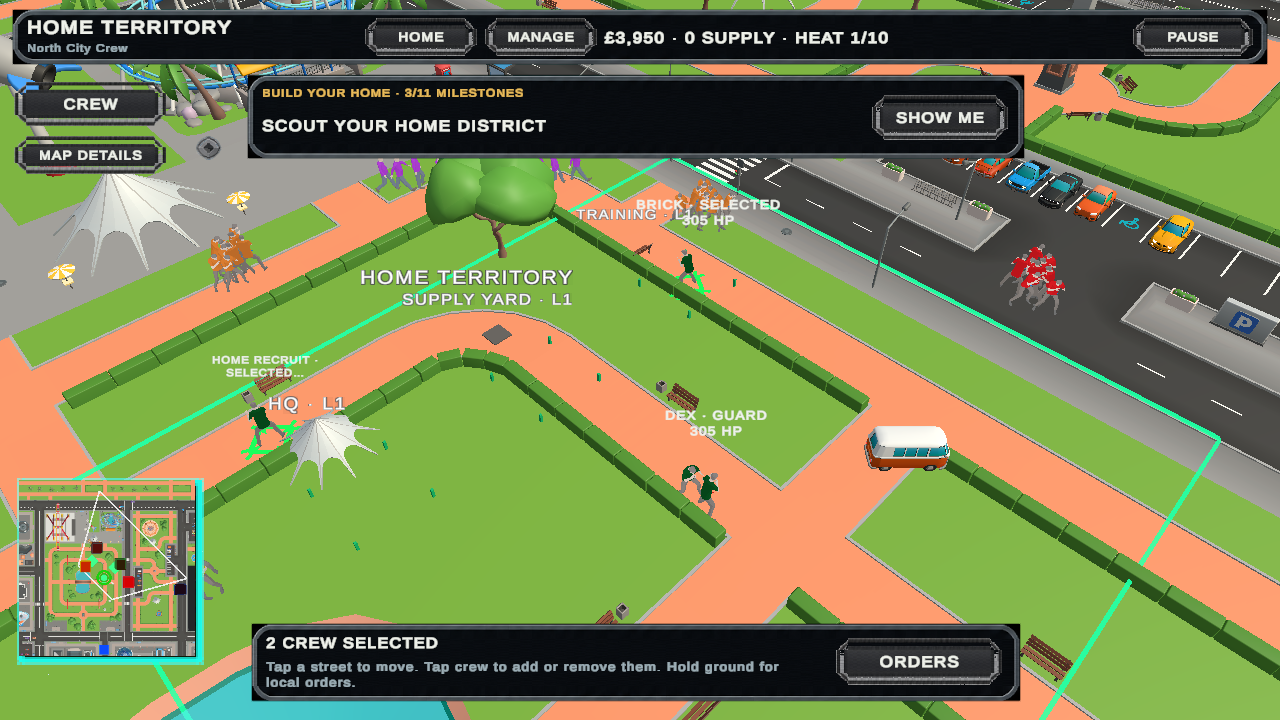 HOME TERRITORY
North City Crew
HOME
MANAGE
£3,950 · 0 SUPPLY · HEAT 1/10
PAUSE
CREW
MAP DETAILS
BUILD YOUR HOME · 3/11 MILESTONES
SCOUT YOUR HOME DISTRICT
SHOW ME
BRICK · SELECTED
305 HP
TRAINING · L1
HOME TERRITORY
SUPPLY YARD · L1
HOME RECRUIT ·
SELECTED...
HQ · L1
DEX · GUARD
305 HP
P
2 CREW SELECTED
Tap a street to move. Tap crew to add or remove them. Hold ground for
local orders.
ORDERS